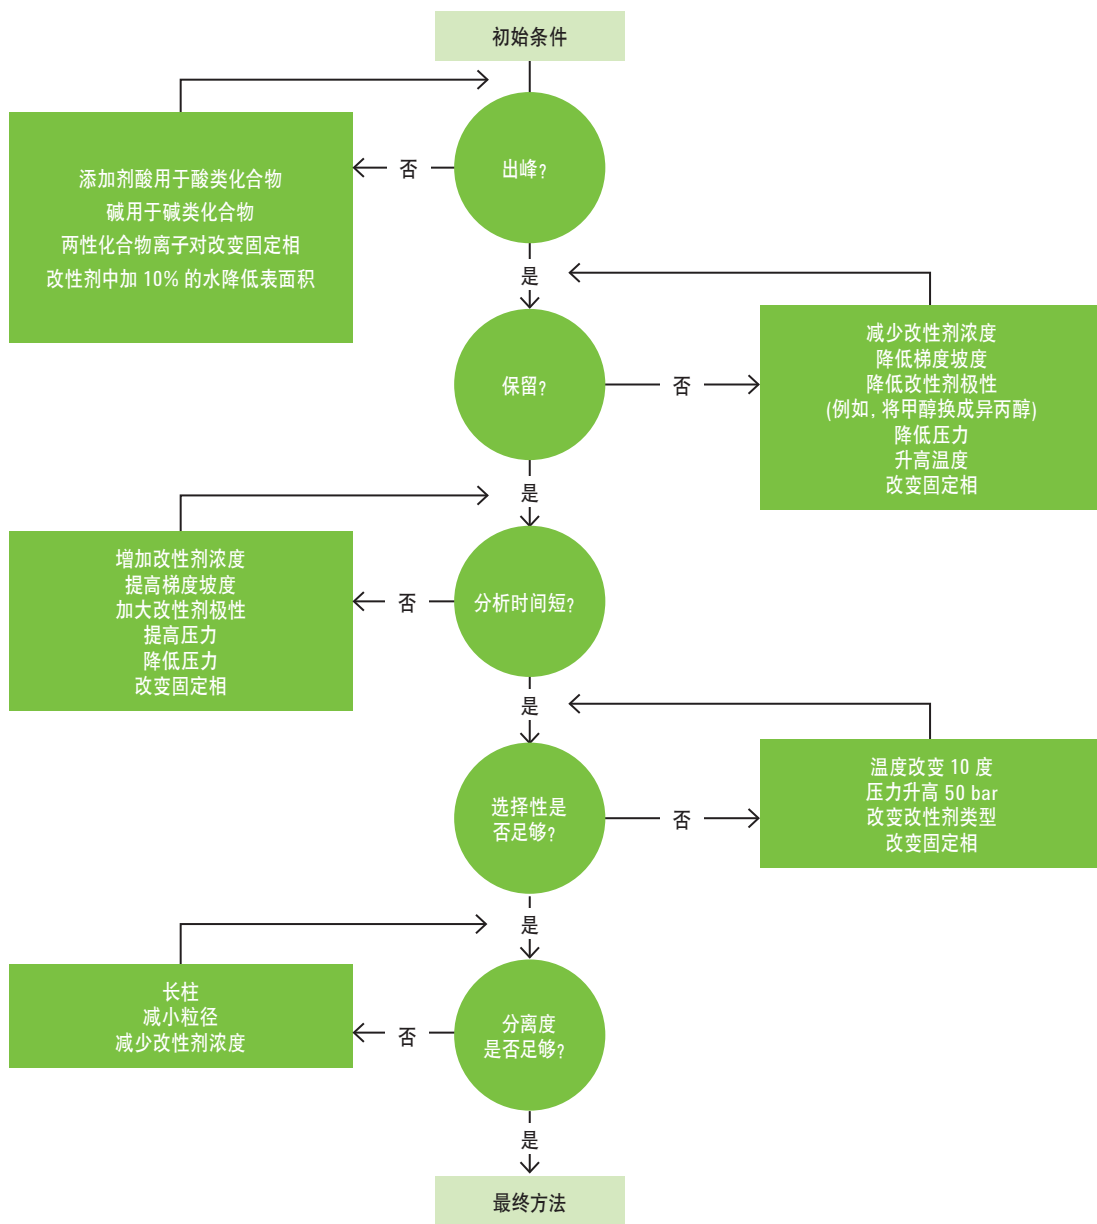 初始条件
出峰?
否
添加剂酸用于酸类化合物
碱用于碱类化合物
两性化合物离子对改变固定相
改性剂中加 10% 的水降低表面积
是
保留?
否
减少改性剂浓度
降低梯度坡度
降低改性剂极性
(例如, 将甲醇换成异丙醇)
降低压力
升高温度
改变固定相
是
分析时间短?
否
增加改性剂浓度
提高梯度坡度
加大改性剂极性
提高压力
降低压力
改变固定相
是
选择性是
否足够?
否
温度改变 10 度
压力升高 50 bar
改变改性剂类型
改变固定相
是
分离度
是否足够?
否
长柱
减小粒径
减少改性剂浓度
是
最终方法